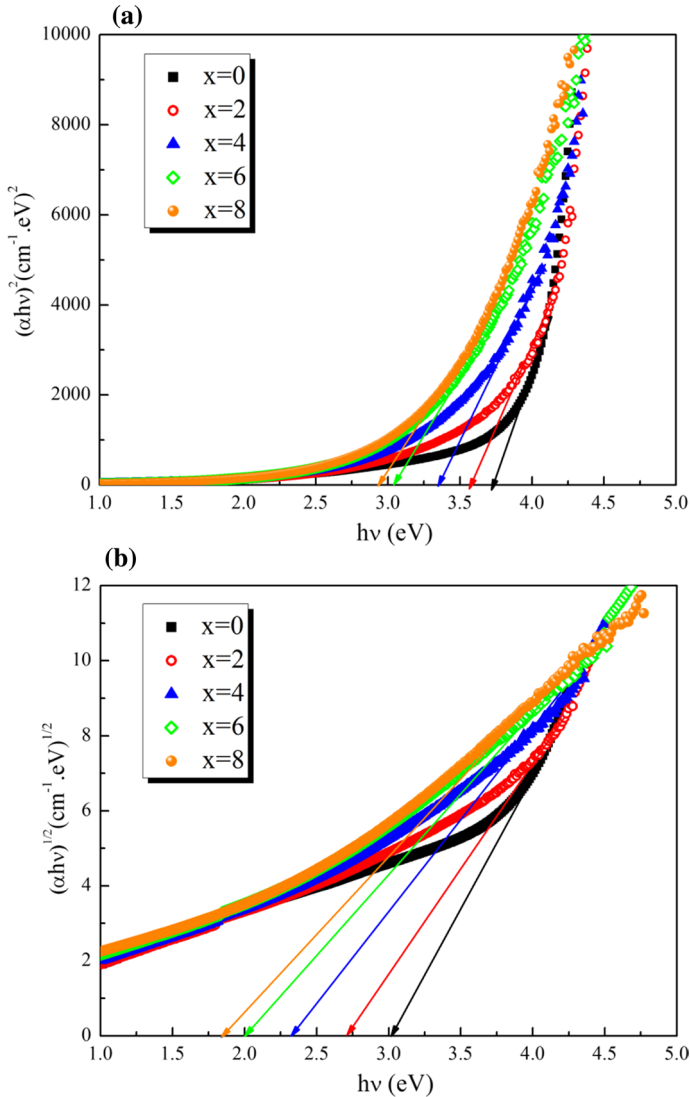 (a)
10000
8000
6000
4000
2000
0
(αhν)²(cm⁻¹.eV)²
x=0
x=2
x=4
x=6
x=8
1.0 1.5 2.0 2.5 3.0 3.5 4.0 4.5 5.0
hν (eV)
(b)
12
10
8
6
4
2
0
(αhν)¹/²(cm⁻¹.eV)¹/²
x=0
x=2
x=4
x=6
x=8
1.0 1.5 2.0 2.5 3.0 3.5 4.0 4.5 5.0
hν (eV)